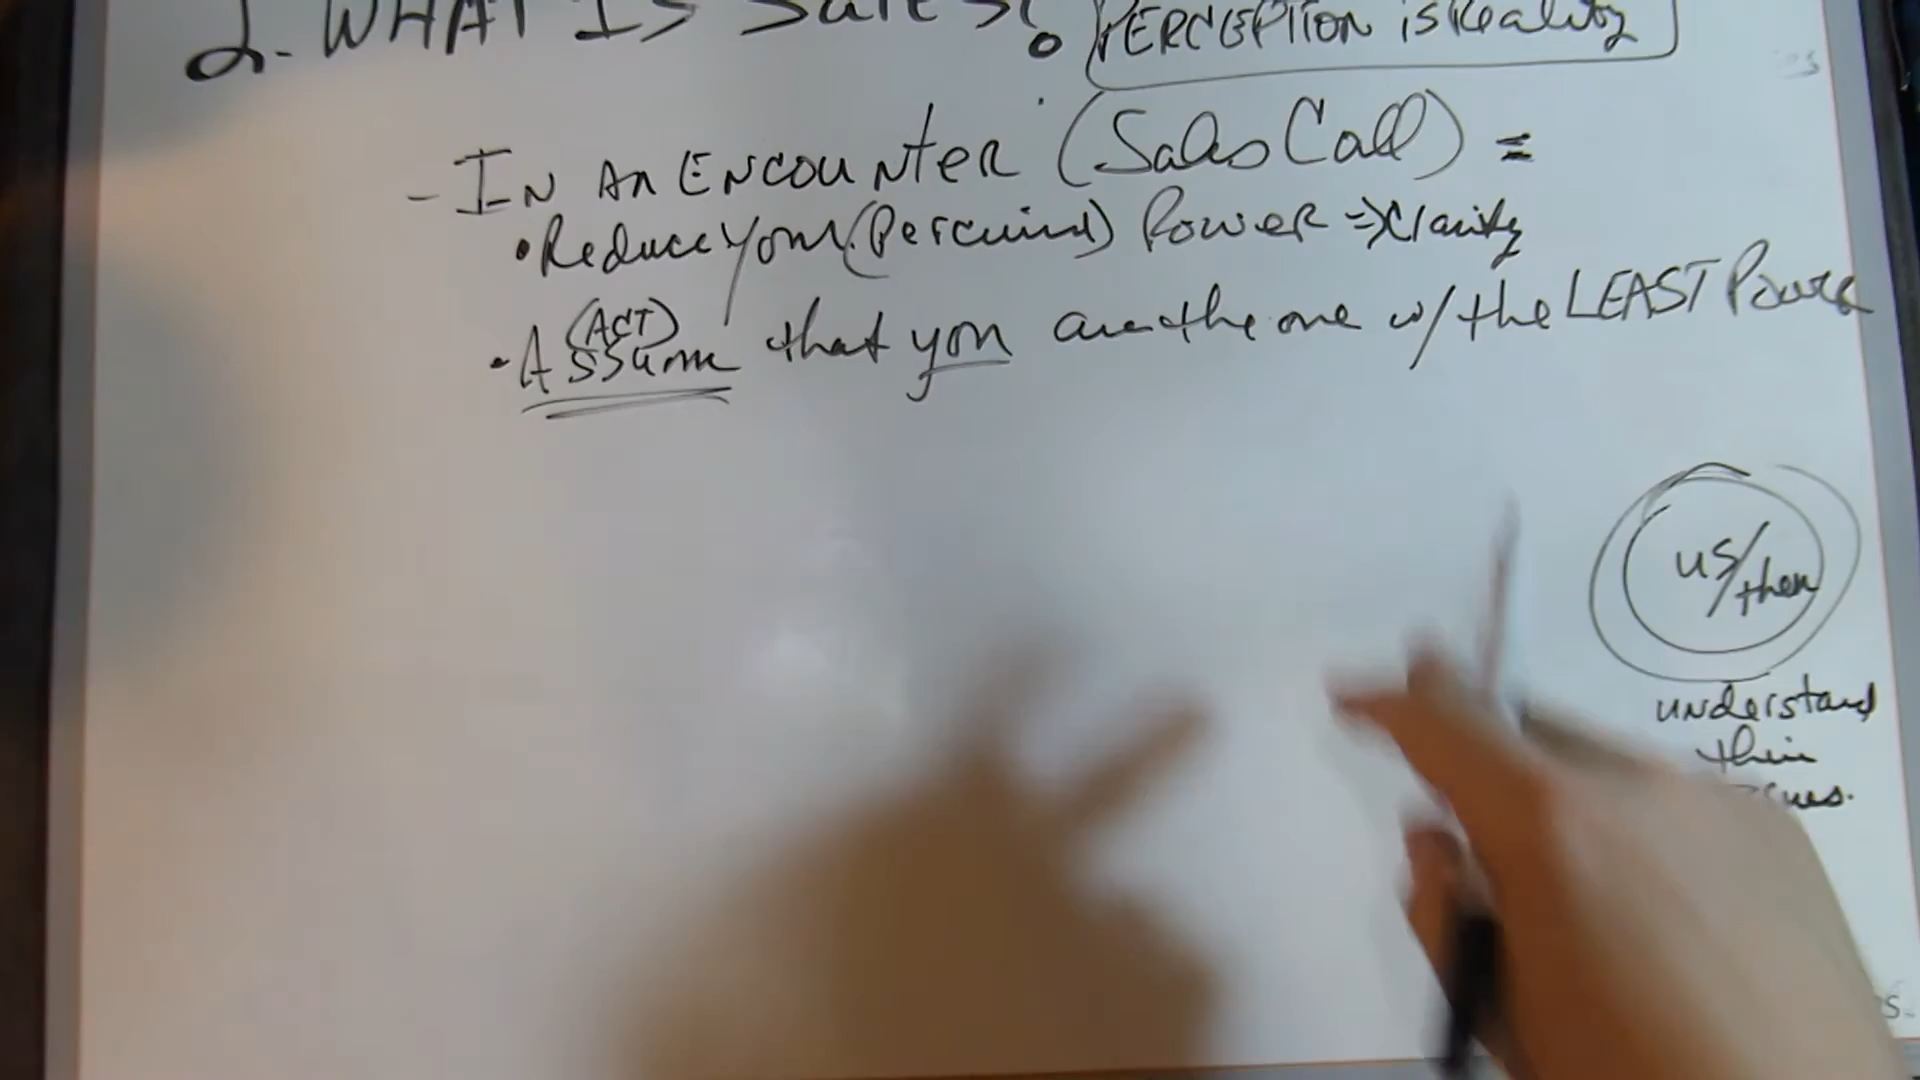 2. WHAT IS Sales? PERCEPTION is Reality
- IN AN ENCOUNTER (Sales Call) =
• Reduce Your (Perceived) Power => Clarity
(ACT)
• Assume that you are the one w/ the LEAST Power
us/them
understand
their